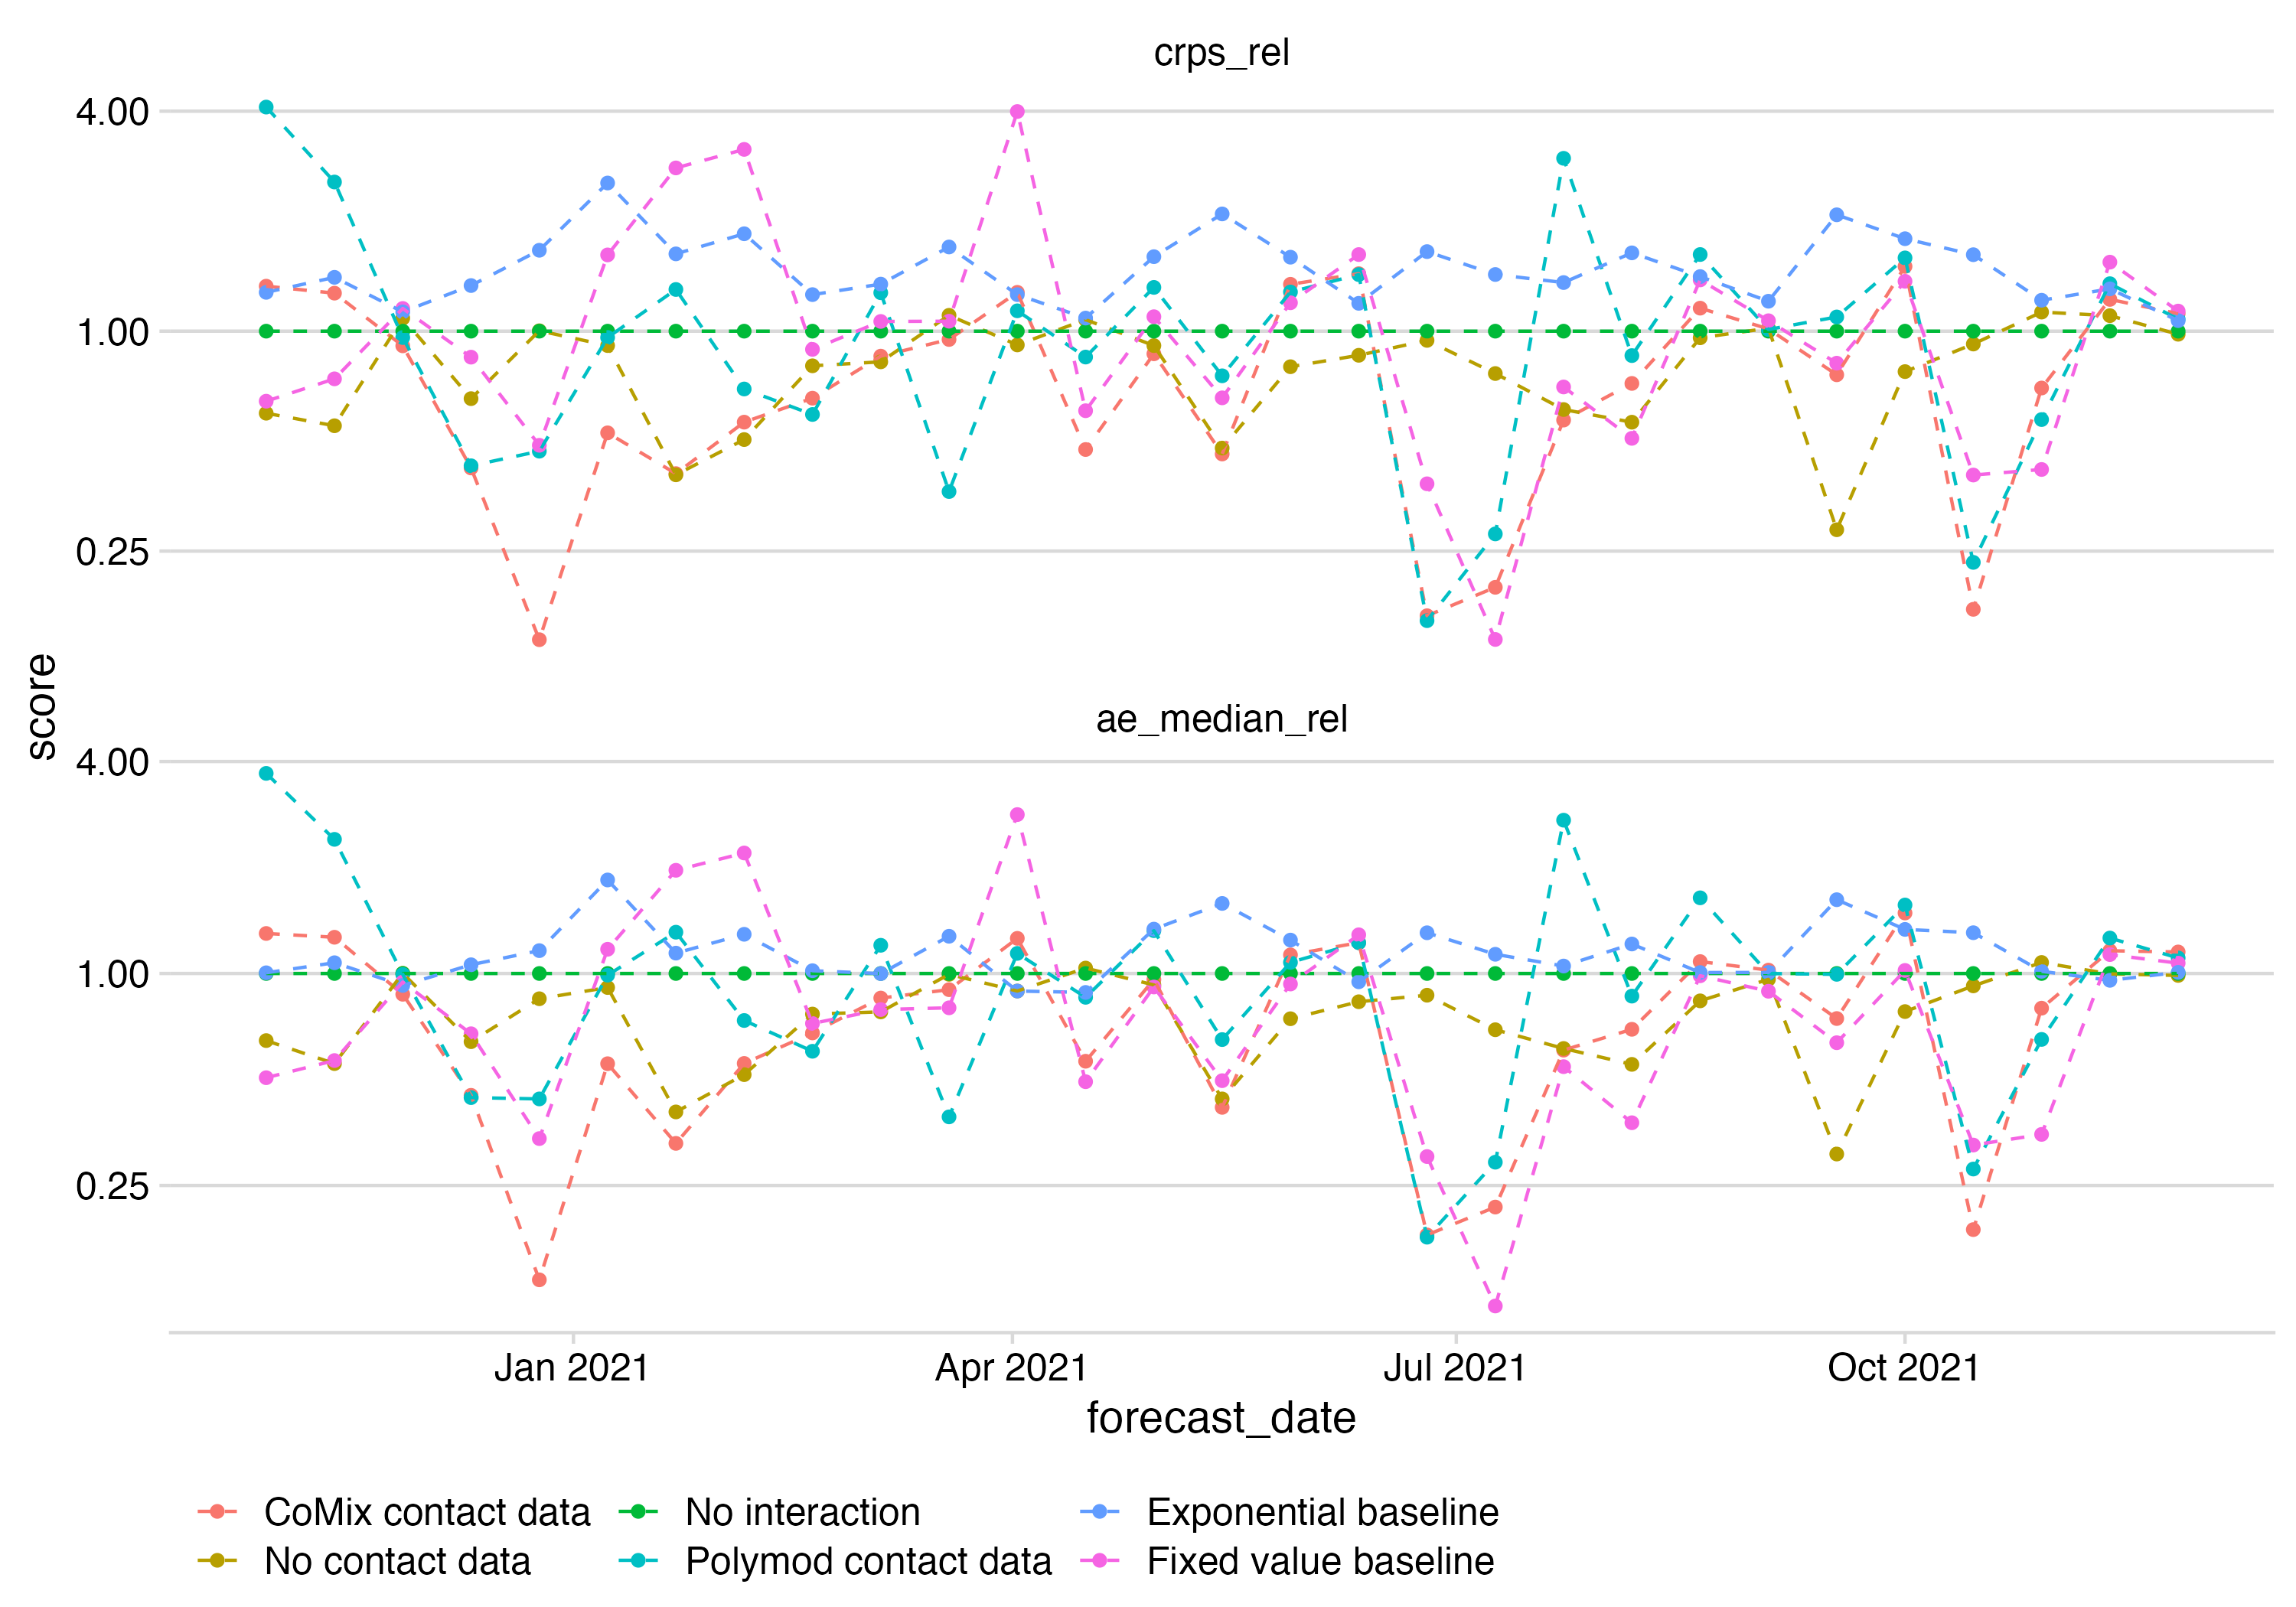 crps_rel
4.00
1.00
0.25
score
ae_median_rel
4.00
1.00
0.25
Jan 2021 Apr 2021 Jul 2021 Oct 2021
forecast_date
CoMix contact data No interaction Exponential baseline
No contact data Polymod contact data Fixed value baseline